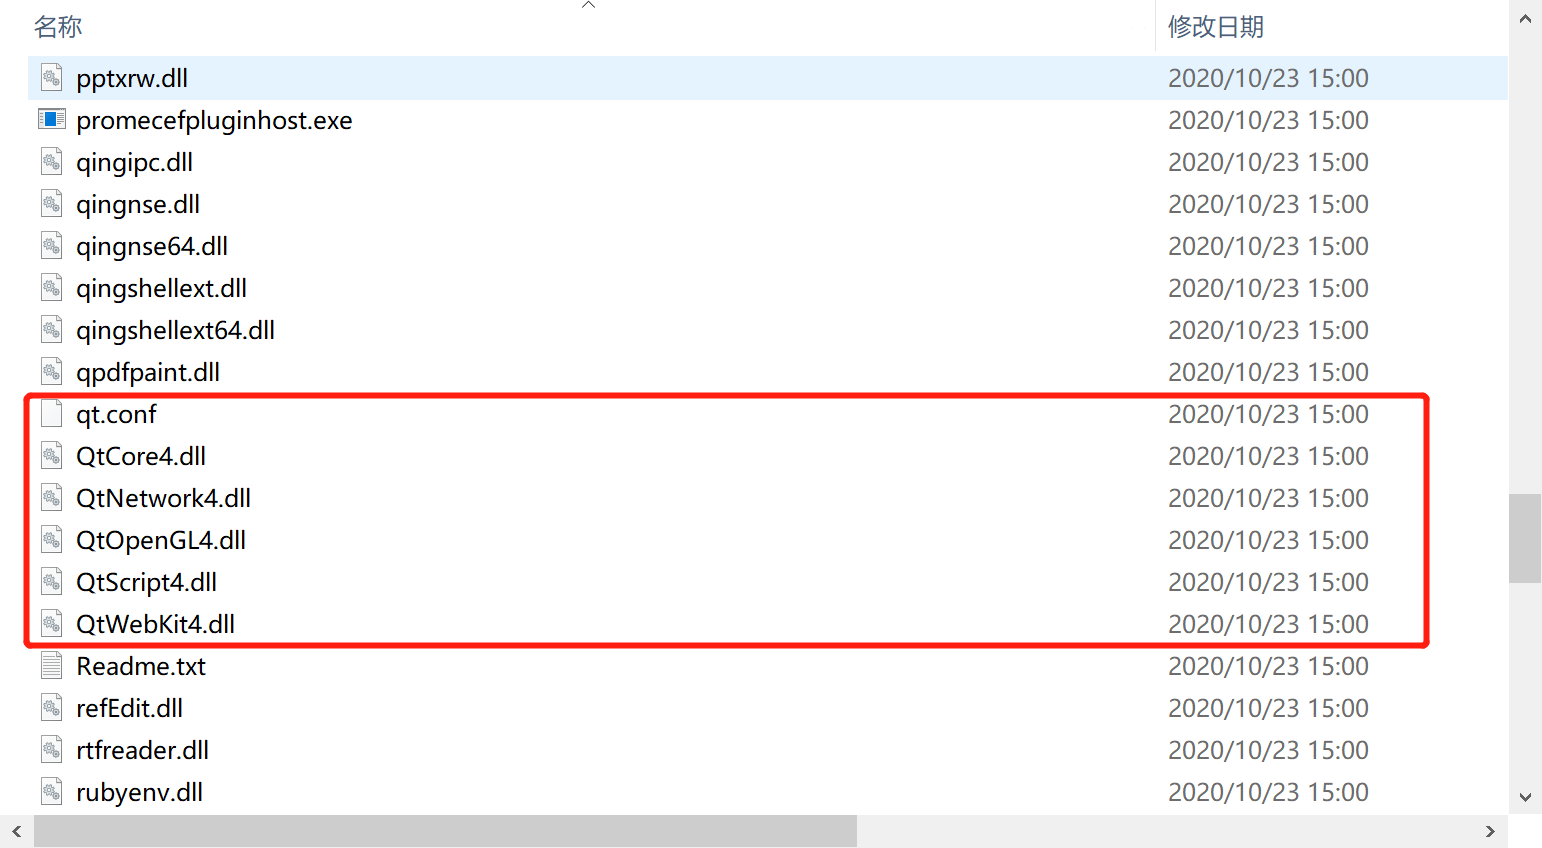 名称 修改日期
pptxrw.dll 2020/10/23 15:00
promecefpluginhost.exe 2020/10/23 15:00
qingipc.dll 2020/10/23 15:00
qingnse.dll 2020/10/23 15:00
qingnse64.dll 2020/10/23 15:00
qingshellext.dll 2020/10/23 15:00
qingshellext64.dll 2020/10/23 15:00
qpdfpaint.dll 2020/10/23 15:00
qt.conf 2020/10/23 15:00
QtCore4.dll 2020/10/23 15:00
QtNetwork4.dll 2020/10/23 15:00
QtOpenGL4.dll 2020/10/23 15:00
QtScript4.dll 2020/10/23 15:00
QtWebKit4.dll 2020/10/23 15:00
Readme.txt 2020/10/23 15:00
refEdit.dll 2020/10/23 15:00
rtfreader.dll 2020/10/23 15:00
rubyenv.dll 2020/10/23 15:00